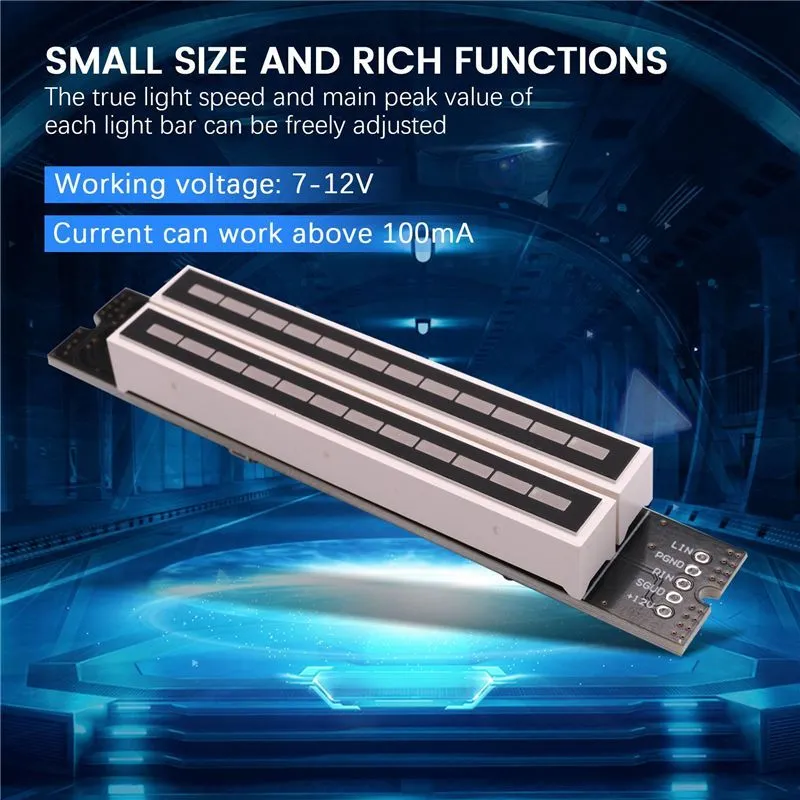 SMALL SIZE AND RICH FUNCTIONS
The true light speed and main peak value of
each light bar can be freely adjusted
Working voltage: 7-12V
Current can work above 100mA
LIN
PGND
RIN
SGUD
+12V